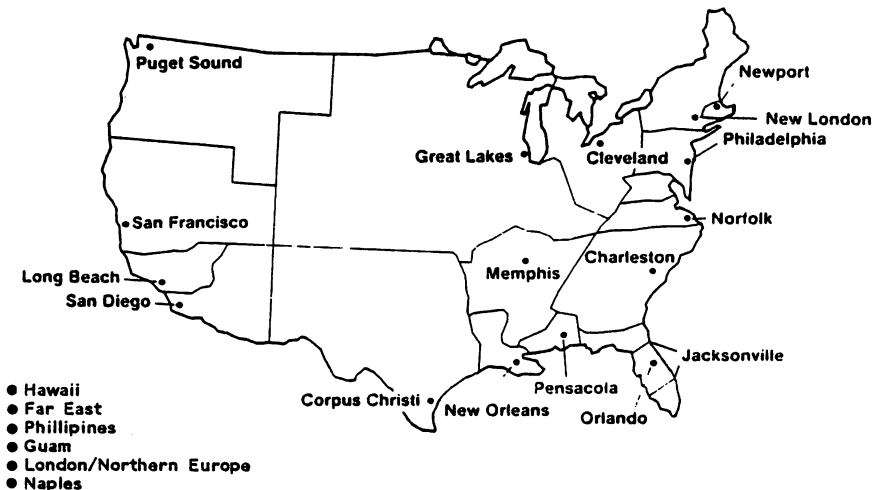 Puget Sound
Newport
New London
Philadelphia
Great Lakes
Cleveland
San Francisco
Norfolk
Charleston
Memphis
Long Beach
San Diego
Jacksonville
Pensacola
Corpus Christi
New Orleans
Orlando
Hawaii
Far East
Phillipines
Guam
London/Northern Europe
Naples